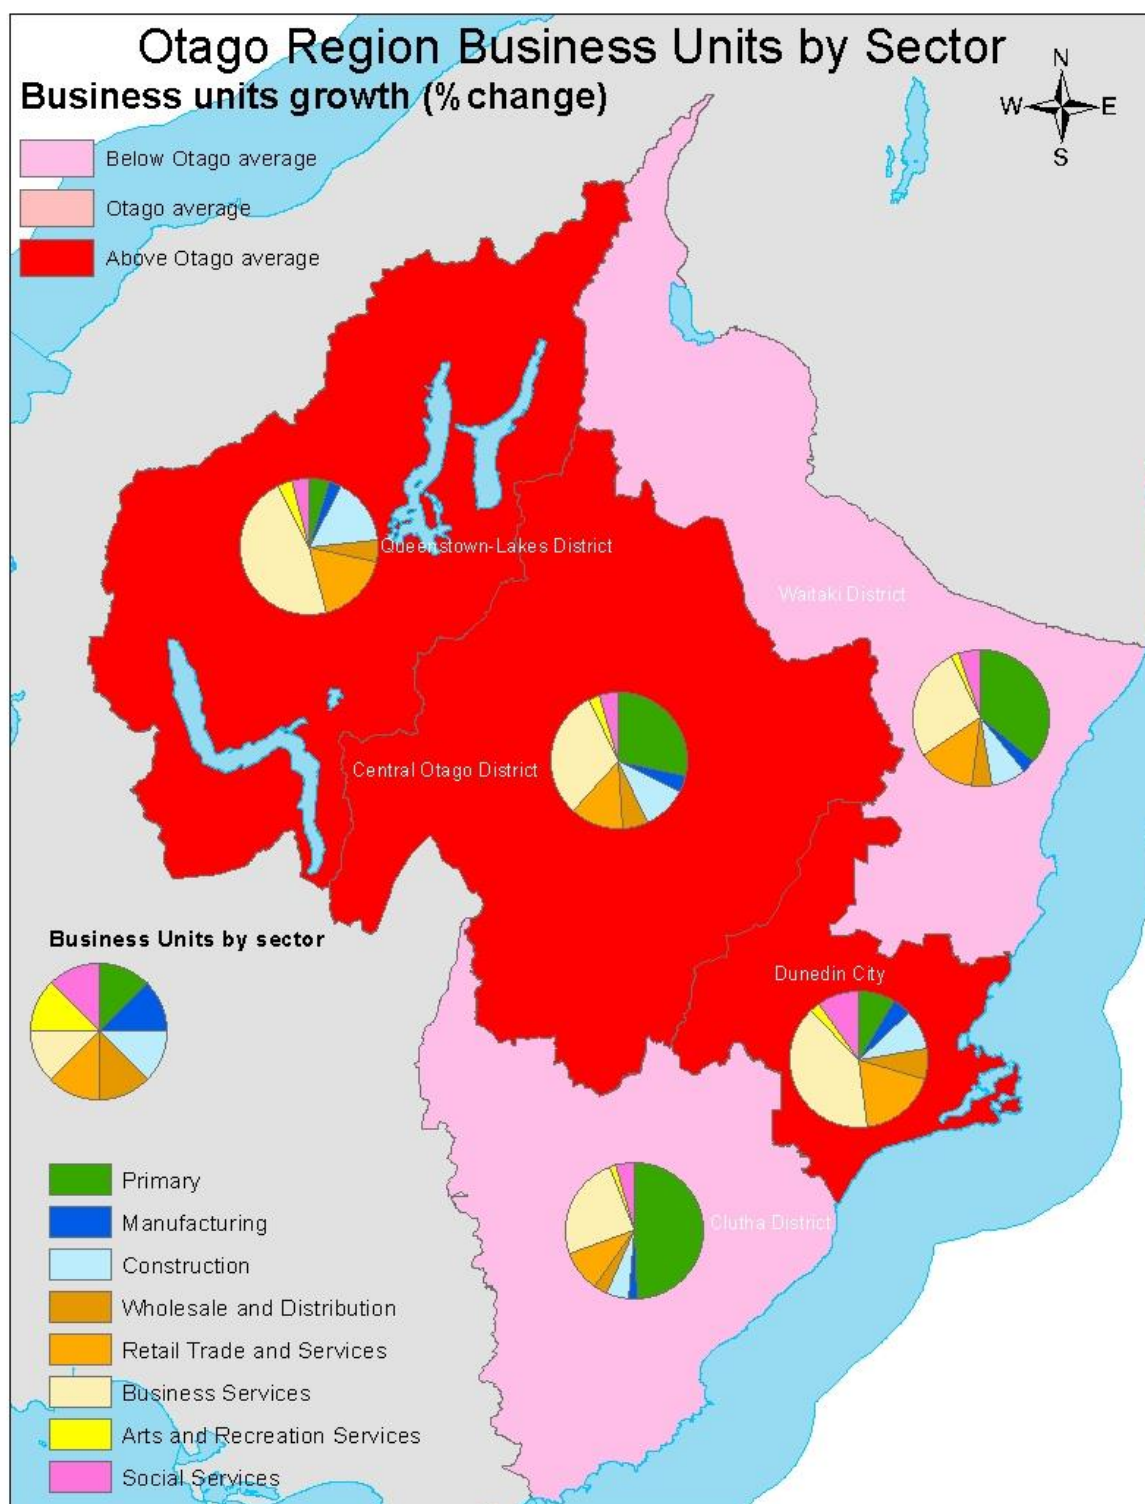 Otago Region Business Units by Sector
Business units growth (% change)
N
W E
S
Below Otago average
Otago average
Above Otago average
Queenstown-Lakes District
Waitaki District
Central Otago District
Business Units by sector
Dunedin City
Clutha District
Primary
Manufacturing
Construction
Wholesale and Distribution
Retail Trade and Services
Business Services
Arts and Recreation Services
Social Services